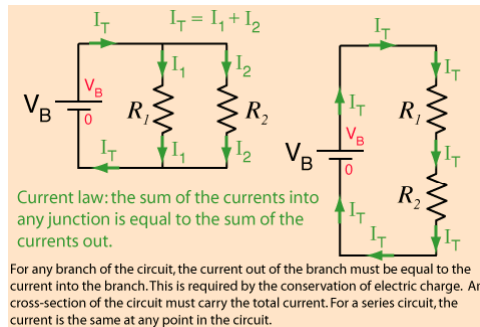 I_T
I_T = I_1 + I_2
I_T
I_1
I_2
I_T
V_B
V_B
R_1
R_2
I_T
V_B
R_1
0
I_T
I_1
I_2
V_B
I_T
0
R_2
Current law: the sum of the currents into
any junction is equal to the sum of the
currents out.
I_T
I_T
I_T
For any branch of the circuit, the current out of the branch must be equal to the
current into the branch. This is required by the conservation of electric charge. An
cross-section of the circuit must carry the total current. For a series circuit, the
current is the same at any point in the circuit.